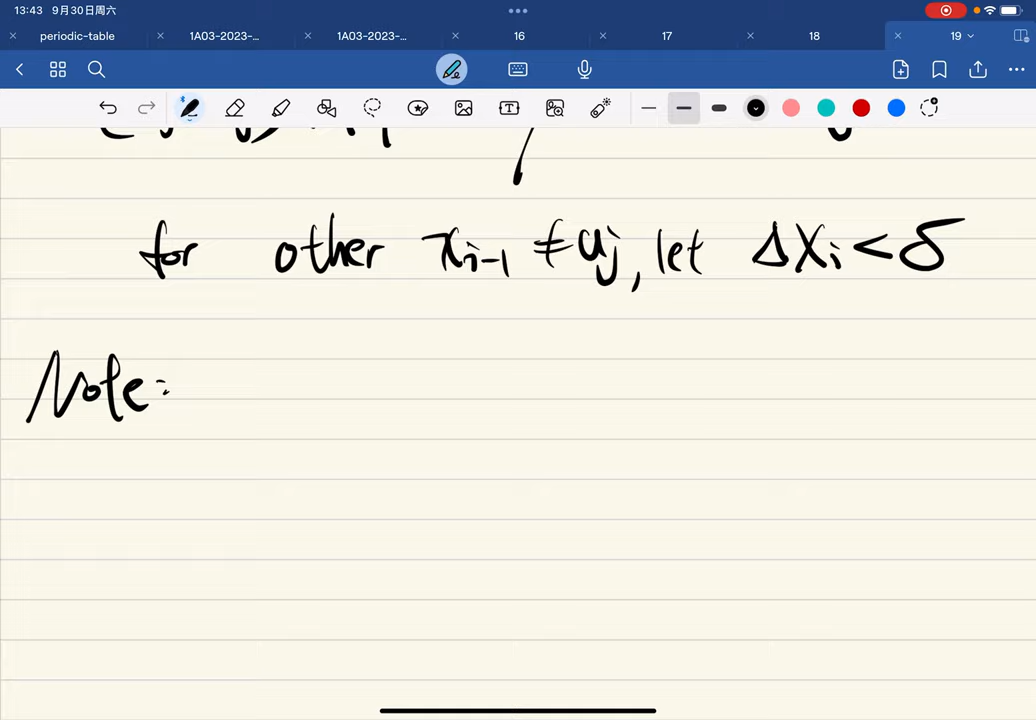 13:43 9月30日周六
periodic-table 1A03-2023-... 1A03-2023-... 16 17 18 19
for other xᵢ₋₁ ≠ uⱼ, let Δxᵢ < δ
Note: